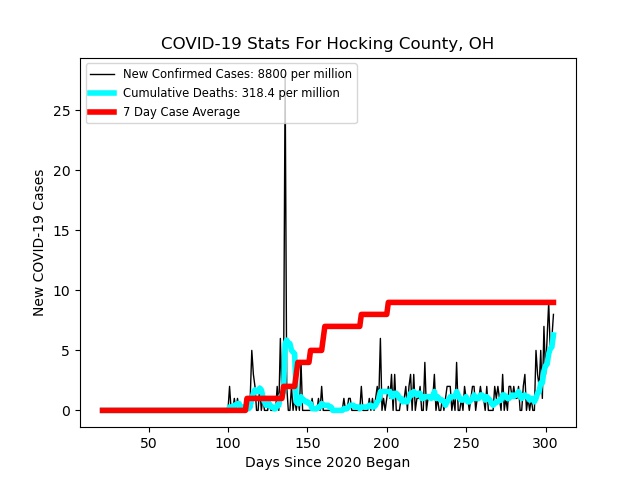 COVID-19 Stats For Hocking County, OH
New Confirmed Cases: 8800 per million
Cumulative Deaths: 318.4 per million
7 Day Case Average
New COVID-19 Cases
25
20
15
10
5
0
50
100
150
200
250
300
Days Since 2020 Began